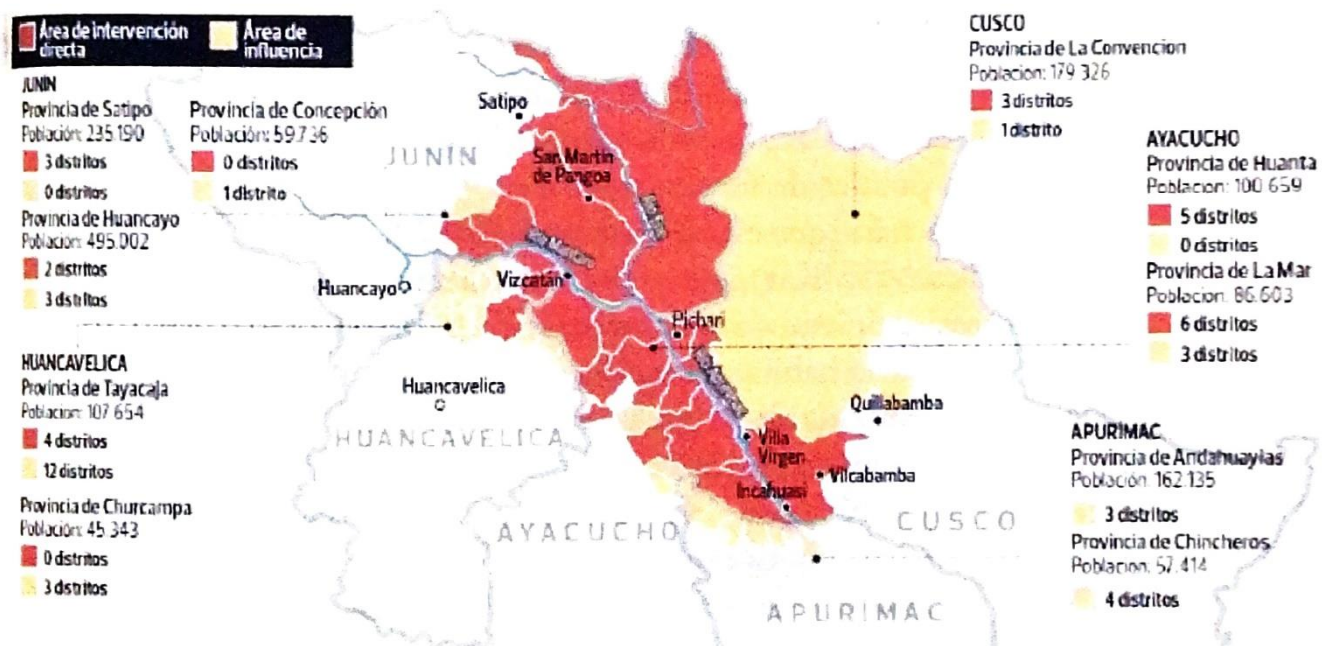 Área de intervención
directa
Área de
influencia
JUNÍN
Provincia de Satipo
Población: 235.190
3 distritos
0 distritos
Provincia de Huancayo
Población: 495.002
2 distritos
3 distritos
Provincia de Concepción
Población: 59.736
0 distritos
1 distrito
HUANCAVELICA
Provincia de Tayacaja
Población: 107.654
4 distritos
12 distritos
Provincia de Churcampa
Población: 45.343
0 distritos
3 distritos
JUNÍN
Satipo
San Martín
de Pangoa
Huancayo
Vizcatán
Pichari
Huancavelica
HUANCAVELICA
Quillabamba
Villa
Virgen
Vilcabamba
Incahuasi
AYACUCHO
CUSCO
APURIMAC
CUSCO
Provincia de La Convencion
Poblacion: 179.326
3 distritos
1 distrito
AYACUCHO
Provincia de Huanta
Poblacion: 100.659
5 distritos
0 distritos
Provincia de La Mar
Poblacion: 86.603
6 distritos
3 distritos
APURIMAC
Provincia de Andahuaylas
Población: 162.135
3 distritos
Provincia de Chincheros
Poblacion: 57.414
4 distritos